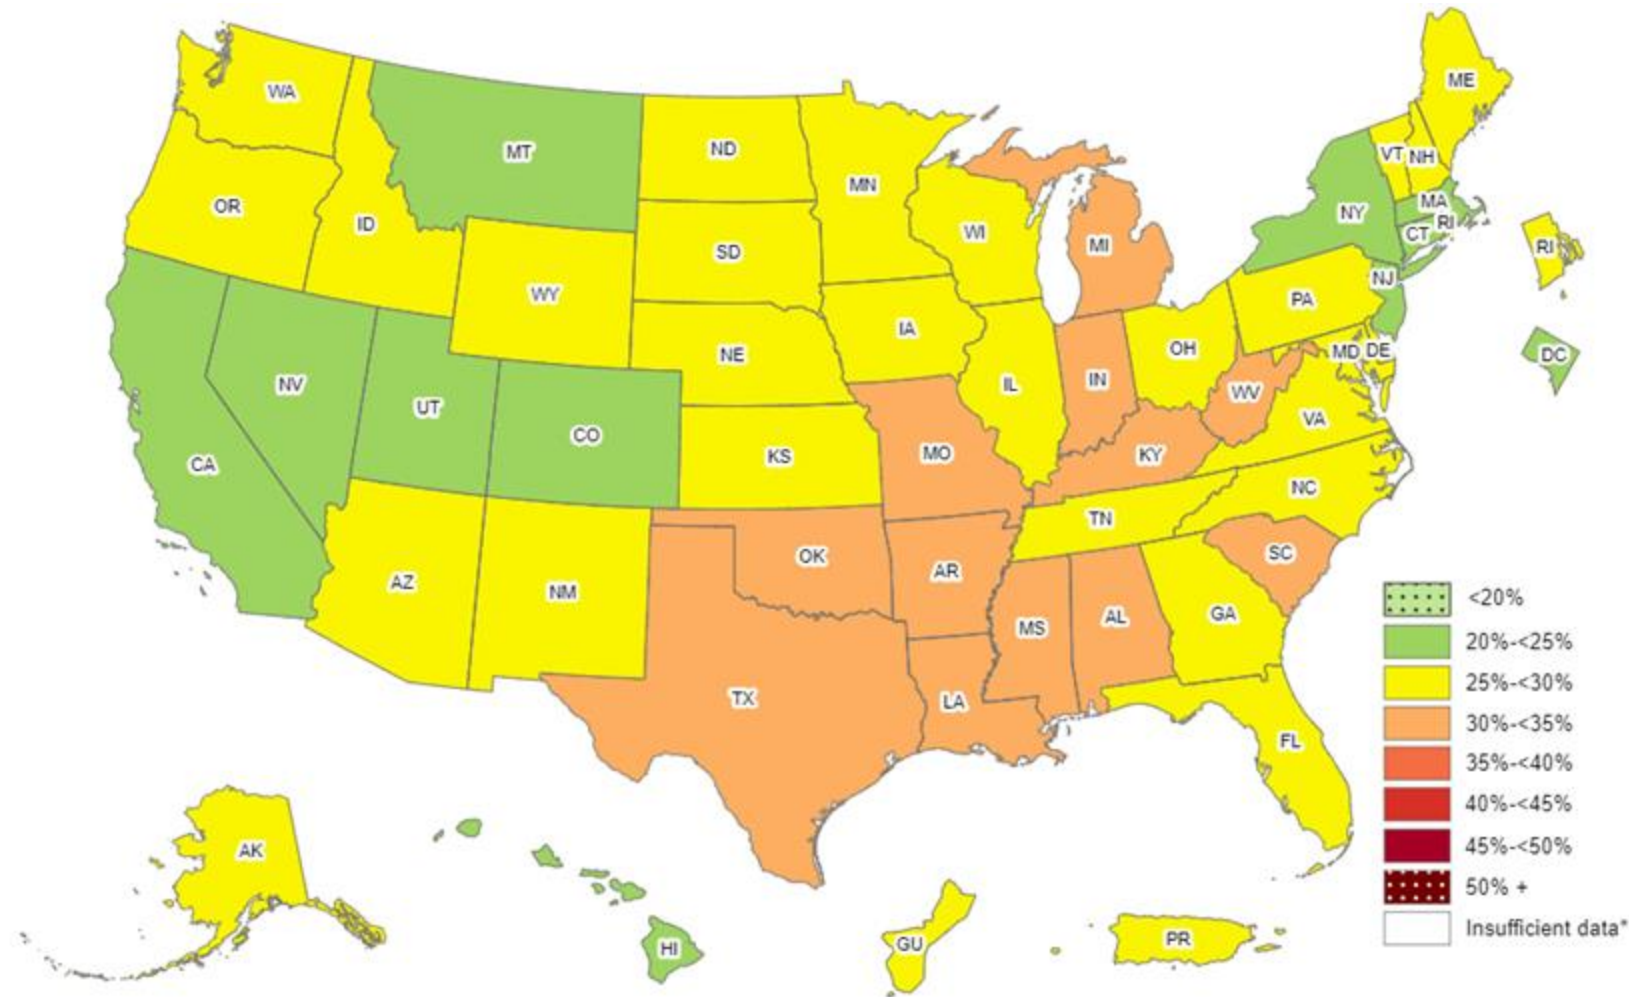 WA
MT
ND
MN
ME
VT
NH
OR
ID
SD
WI
MI
NY
MA
RI
CT
RI
WY
NE
IA
PA
NJ
NV
UT
CO
IL
IN
OH
MD
DE
DC
WV
VA
CA
KS
MO
KY
NC
TN
AZ
NM
OK
AR
SC
MS
AL
GA
TX
LA
FL
AK
HI
GU
PR
<20%
20%-<25%
25%-<30%
30%-<35%
35%-<40%
40%-<45%
45%-<50%
50% +
Insufficient data*